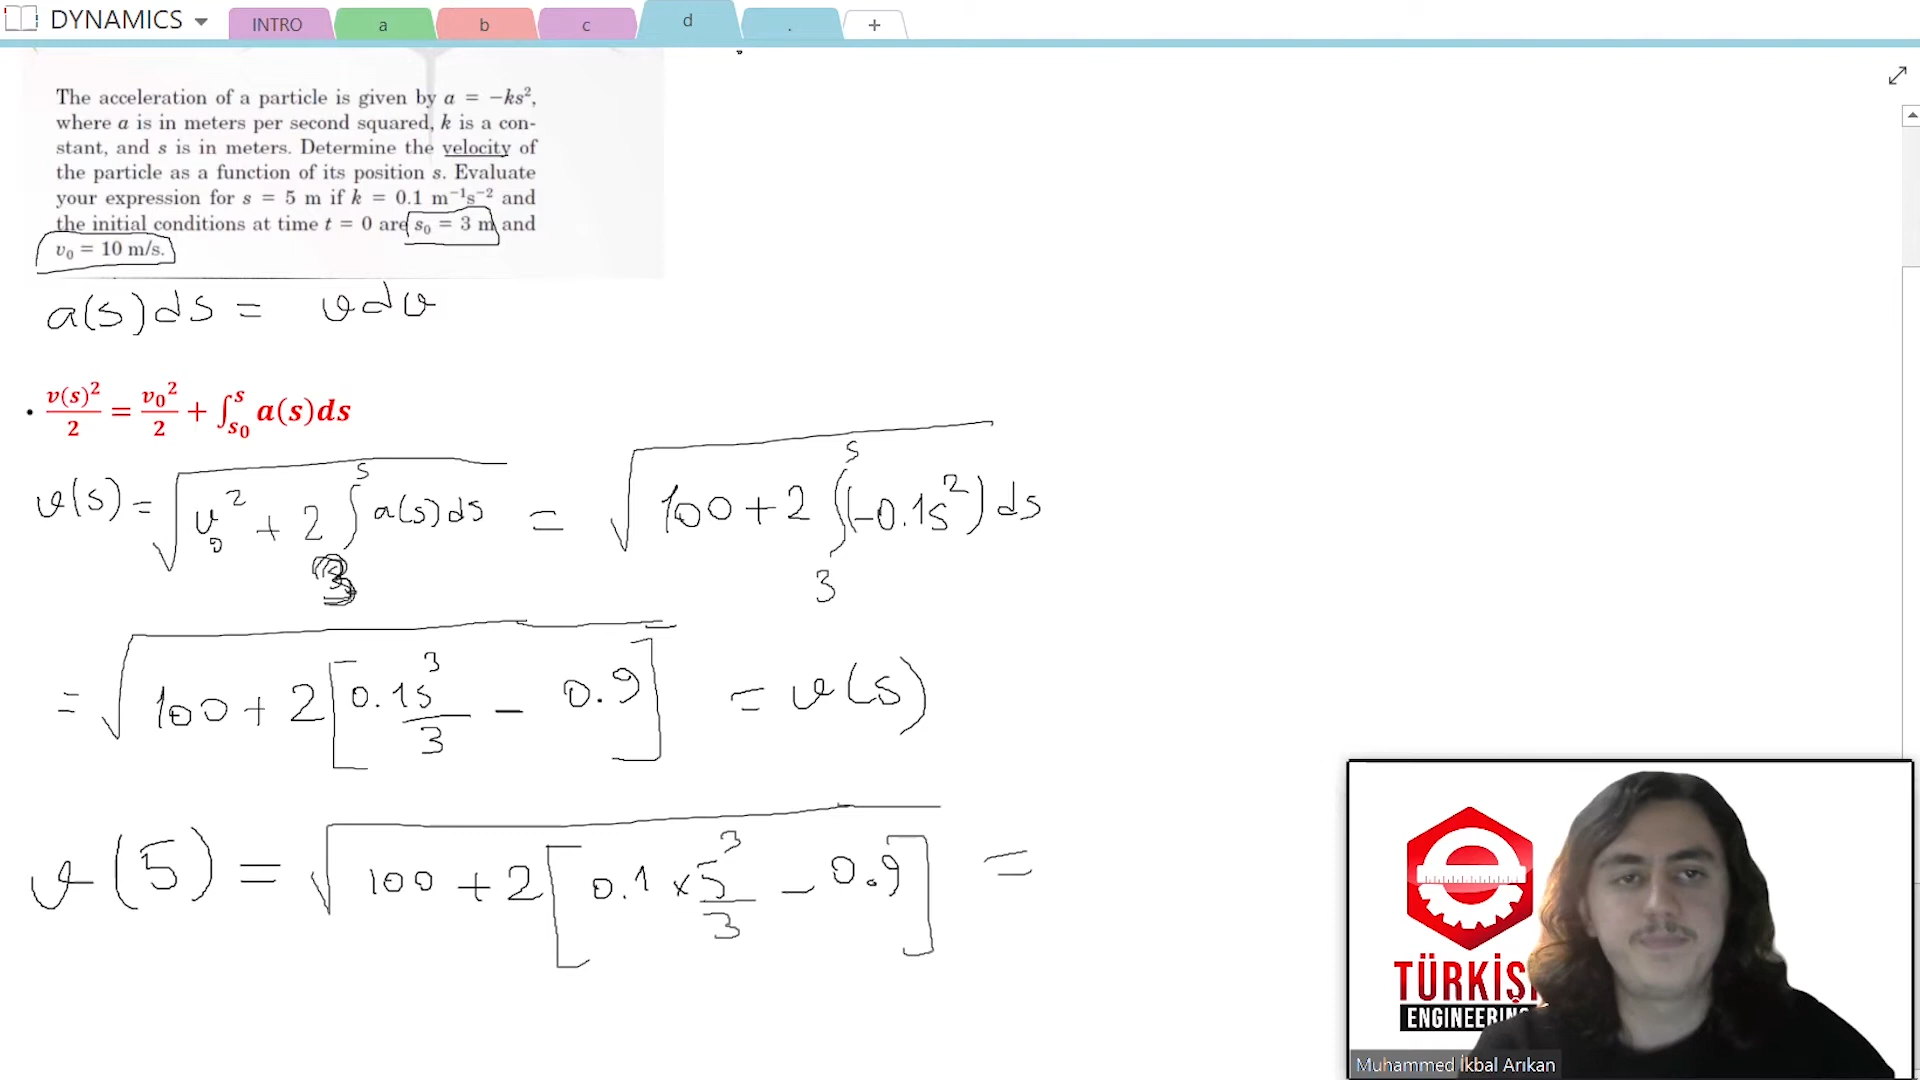 DYNAMICS
INTRO
a
b
c
d
.
+
The acceleration of a particle is given by a = −ks²,
where a is in meters per second squared, k is a con-
stant, and s is in meters. Determine the velocity of
the particle as a function of its position s. Evaluate
your expression for s = 5 m if k = 0.1 m⁻¹s⁻² and
the initial conditions at time t = 0 are s₀ = 3 m and
v₀ = 10 m/s.
a(s)ds = vdv
• v(s)²/2 = v₀²/2 + ∫_{s₀}^{s} a(s)ds
v(s) = √(v₀² + 2 ∫_{3}^{s} a(s)ds) = √(100 + 2 ∫_{3}^{s} (-0.1s²) ds
= √(100 + 2[0.1s³/3 − 0.9]) = v(s)
v(5) = √(100 + 2[0.1 × 5³/3 − 0.9]) =
TÜRKİŞ
ENGINEERING
Muhammed İkbal Arıkan